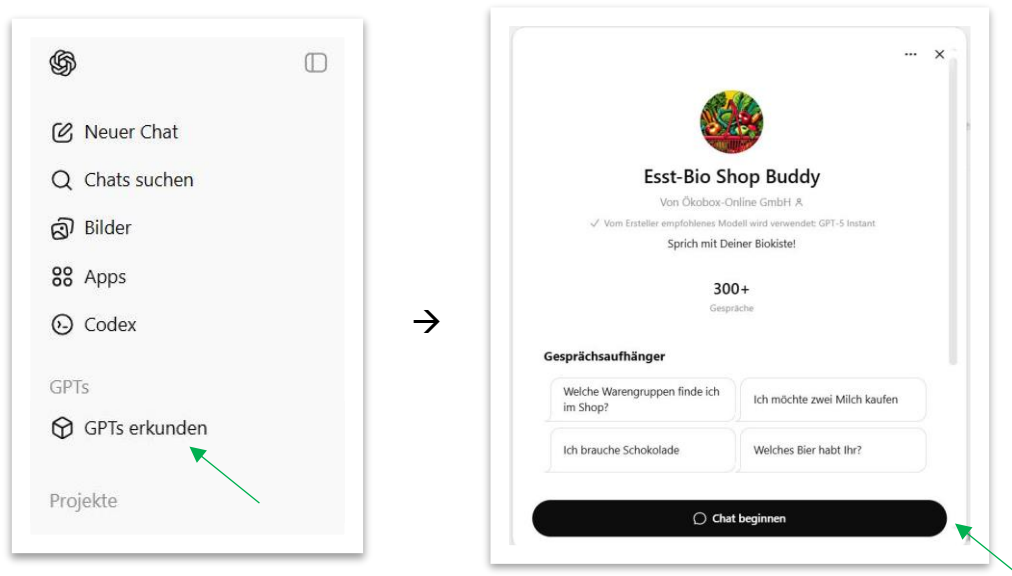 Neuer Chat
Chats suchen
Bilder
Apps
Codex
GPTs
GPTs erkunden
Projekte
→
Esst-Bio Shop Buddy
Von Ökobox-Online GmbH
Vom Ersteller empfohlenes Modell wird verwendet: GPT-5 Instant
Sprich mit Deiner Biokiste!
300+
Gespräche
Gesprächsaufhänger
Welche Warengruppen finde ich
im Shop?
Ich möchte zwei Milch kaufen
Ich brauche Schokolade
Welches Bier habt Ihr?
Chat beginnen